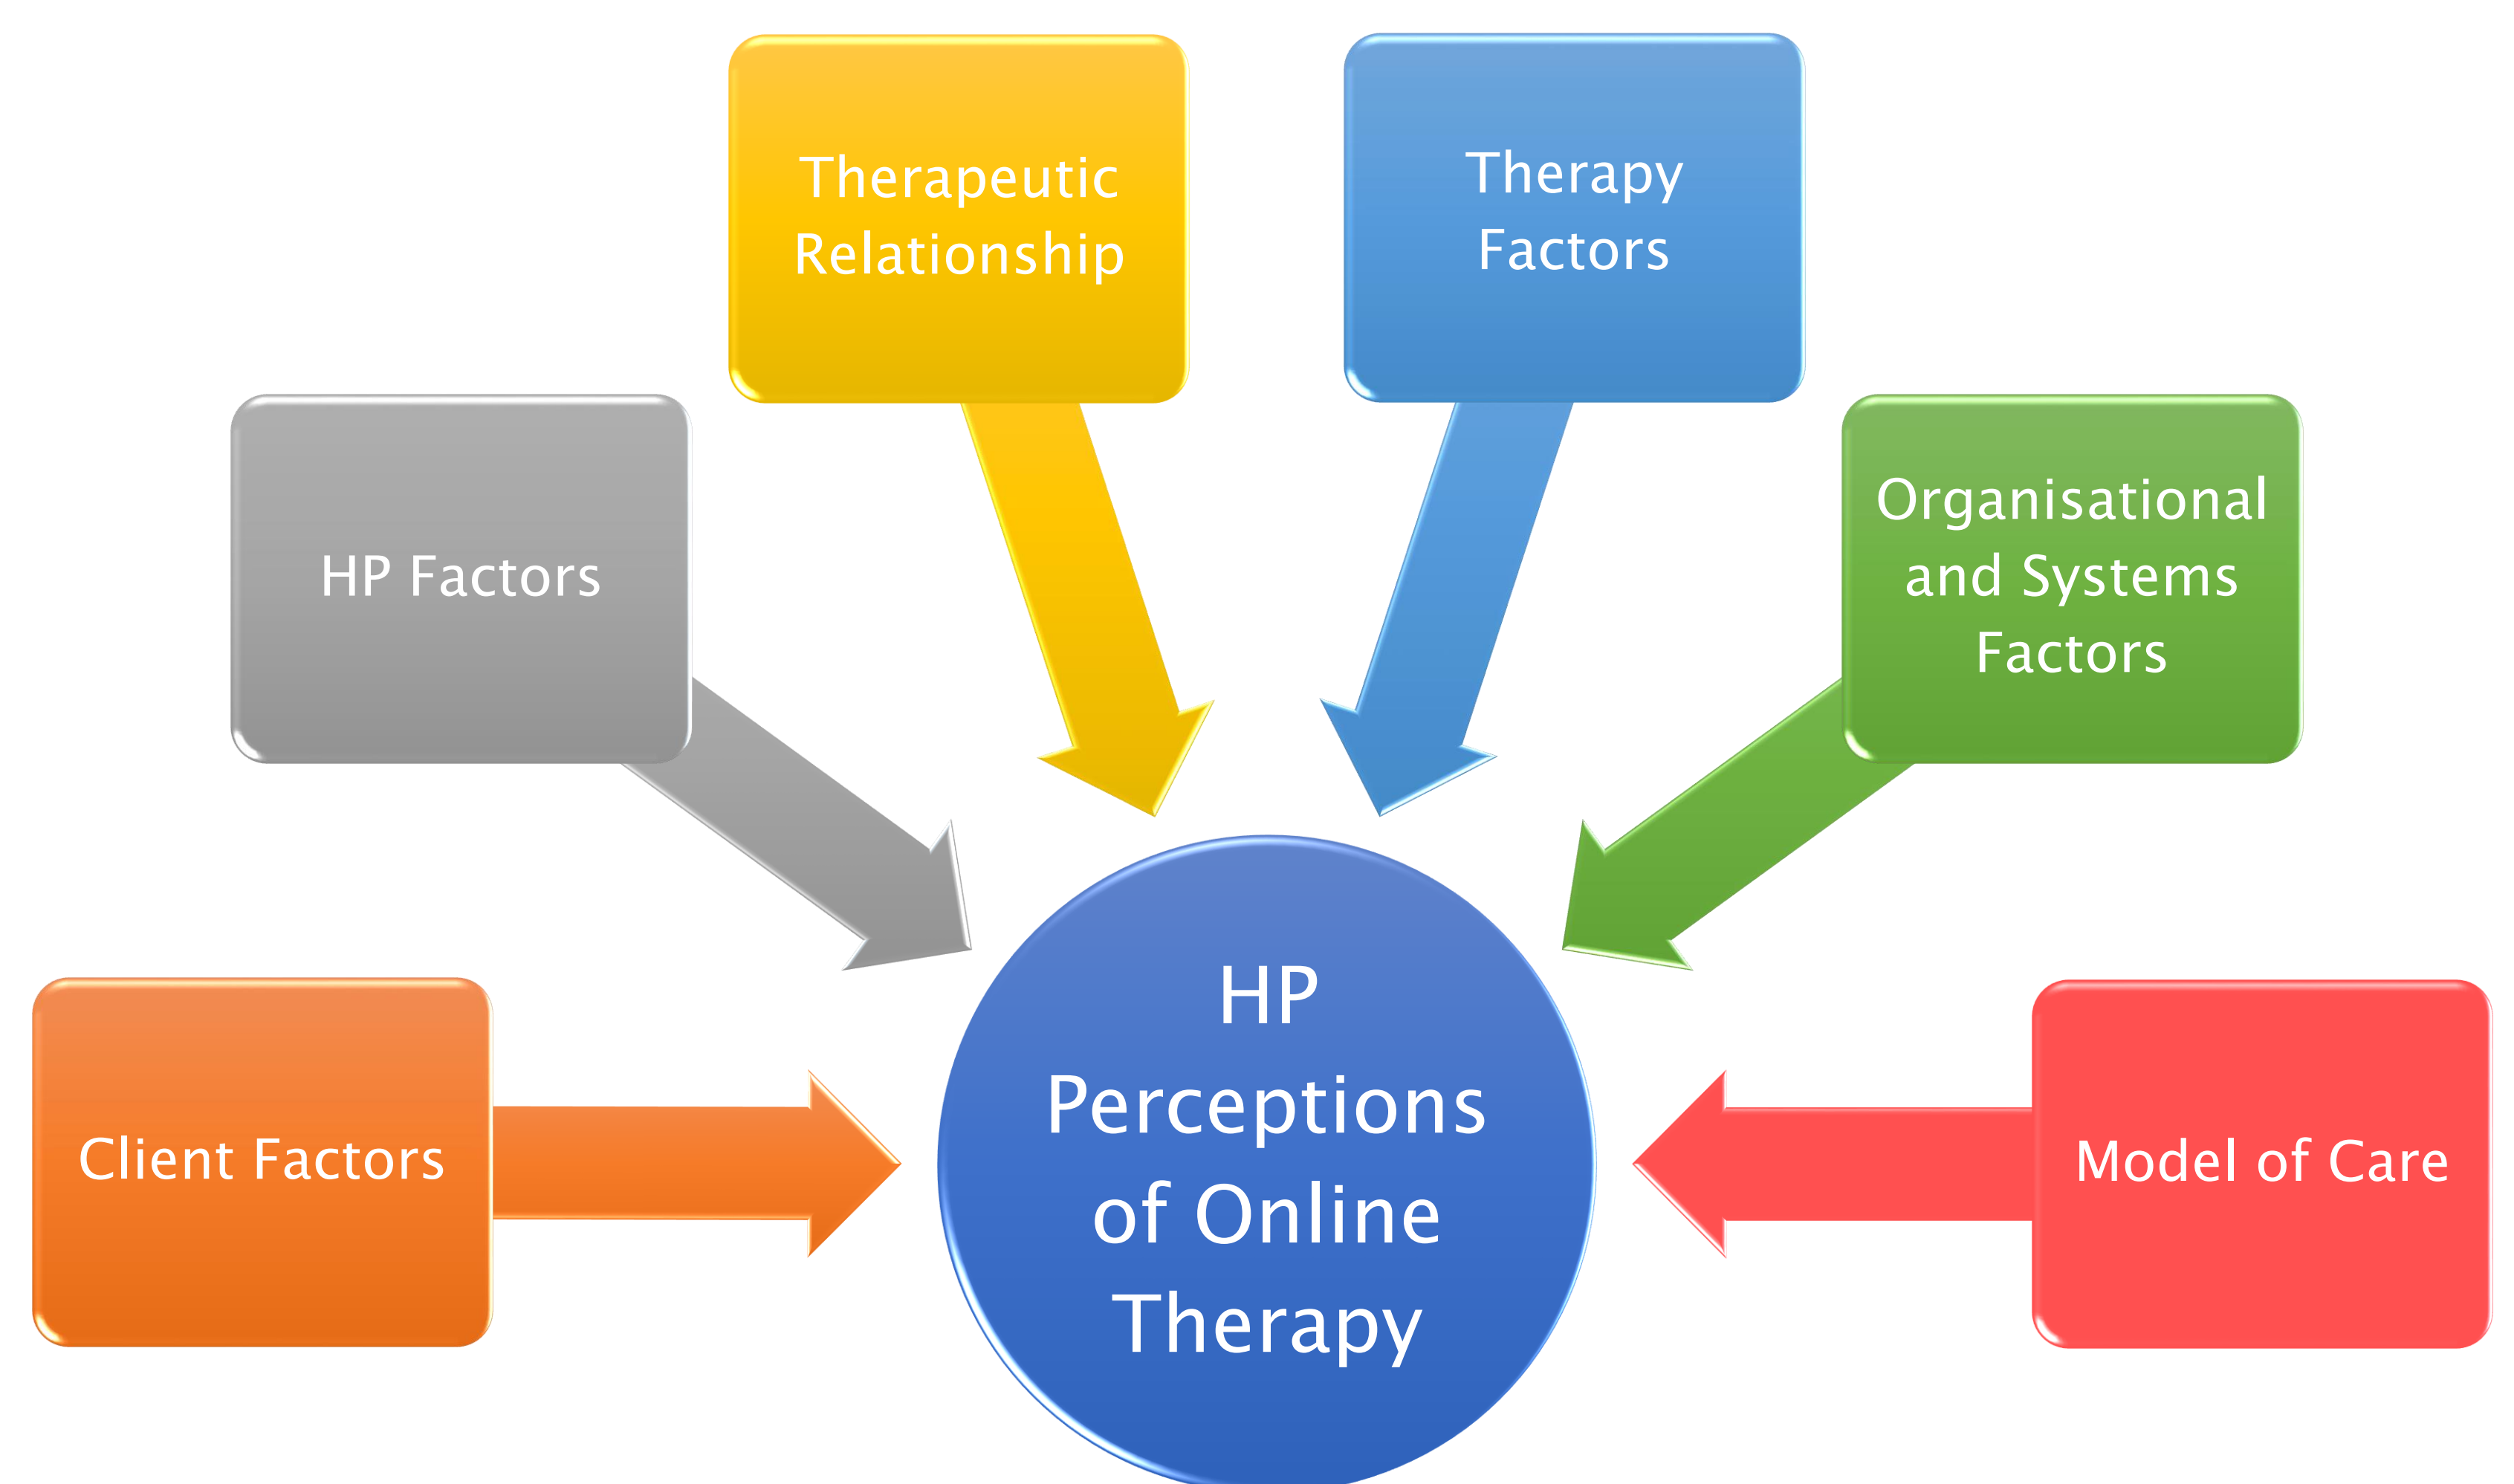 Therapeutic
Relationship
Therapy
Factors
HP Factors
Organisational
and Systems
Factors
Client Factors
HP
Perceptions
of Online
Therapy
Model of Care